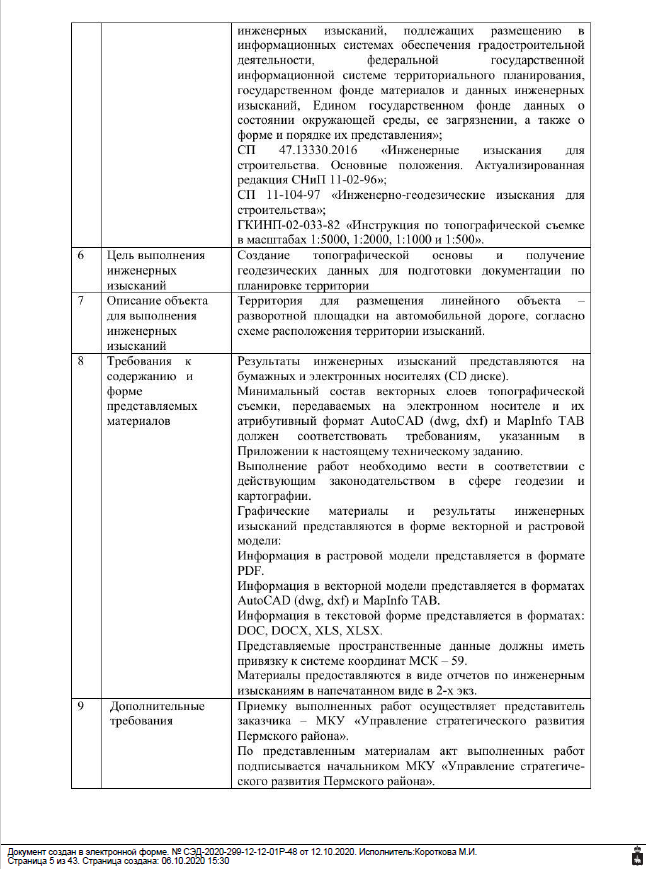 инженерных изысканий, подлежащих размещению в
информационных системах обеспечения градостроительной
деятельности, федеральной государственной
информационной системе территориального планирования,
государственном фонде материалов и данных инженерных
изысканий, Едином государственном фонде данных о
состоянии окружающей среды, ее загрязнении, а также о
форме и порядке их представления»;
СП 47.13330.2016 «Инженерные изыскания для
строительства. Основные положения. Актуализированная
редакция СНиП 11-02-96»;
СП 11-104-97 «Инженерно-геодезические изыскания для
строительства»;
ГКИНП-02-033-82 «Инструкция по топографической съемке
в масштабах 1:5000, 1:2000, 1:1000 и 1:500».
6
Цель выполнения
инженерных
изысканий
Создание топографической основы и получение
геодезических данных для подготовки документации по
планировке территории
7
Описание объекта
для выполнения
инженерных
изысканий
Территория для размещения линейного объекта –
разворотной площадки на автомобильной дороге, согласно
схеме расположения территории изысканий.
8
Требования к
содержанию и
форме
представляемых
материалов
Результаты инженерных изысканий представляются на
бумажных и электронных носителях (CD диске).
Минимальный состав векторных слоев топографической
съемки, передаваемых на электронном носителе и их
атрибутивный формат AutoCAD (dwg, dxf) и MapInfo TAB
должен соответствовать требованиям, указанным в
Приложении к настоящему техническому заданию.
Выполнение работ необходимо вести в соответствии с
действующим законодательством в сфере геодезии и
картографии.
Графические материалы и результаты инженерных
изысканий представляются в форме векторной и растровой
модели:
Информация в растровой модели представляется в формате
PDF.
Информация в векторной модели представляется в форматах
AutoCAD (dwg, dxf) и MapInfo TAB.
Информация в текстовой форме представляется в форматах:
DOC, DOCX, XLS, XLSX.
Представляемые пространственные данные должны иметь
привязку к системе координат МСК – 59.
Материалы предоставляются в виде отчетов по инженерным
изысканиям в напечатанном виде в 2-х экз.
9
Дополнительные
требования
Приемку выполненных работ осуществляет представитель
заказчика – МКУ «Управление стратегического развития
Пермского района».
По представленным материалам акт выполненных работ
подписывается начальником МКУ «Управление стратегиче-
ского развития Пермского района».
Документ создан в электронной форме. № СЭД-2020-299-12-12-01Р-48 от 12.10.2020. Исполнитель:Короткова М.И.
Страница 5 из 43. Страница создана: 06.10.2020 15:30